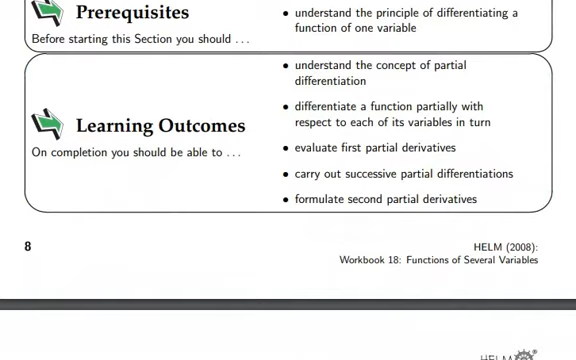 Prerequisites
Before starting this Section you should . . .
• understand the principle of differentiating a
function of one variable
Learning Outcomes
On completion you should be able to . . .
• understand the concept of partial
differentiation
• differentiate a function partially with
respect to each of its variables in turn
• evaluate first partial derivatives
• carry out successive partial differentiations
• formulate second partial derivatives
8
HELM (2008):
Workbook 18: Functions of Several Variables
HELM